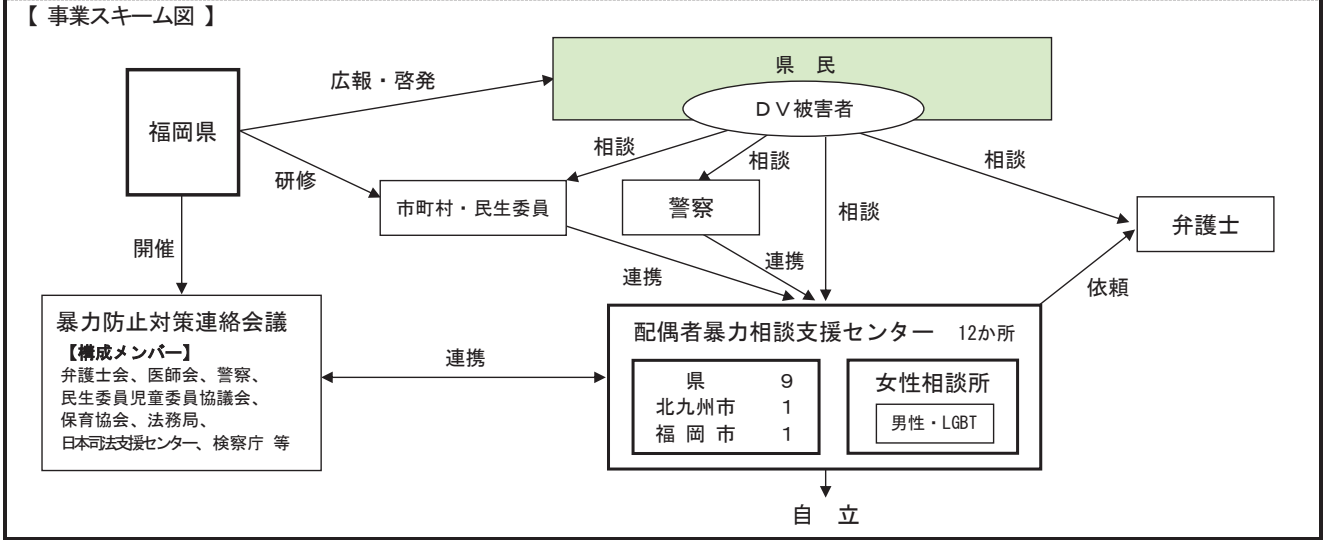 【 事業スキーム図 】
県 民
DV被害者
福岡県
広報・啓発
研修
開催
相談
相談
相談
相談
市町村・民生委員
警察
弁護士
連携
連携
依頼
暴力防止対策連絡会議
【構成メンバー】
弁護士会、医師会、警察、
民生委員児童委員協議会、
保育協会、法務局、
日本司法支援センター、検察庁 等
連携
配偶者暴力相談支援センター 12か所
県 9
北九州市 1
福 岡 市 1
女性相談所
男性・LGBT
自 立